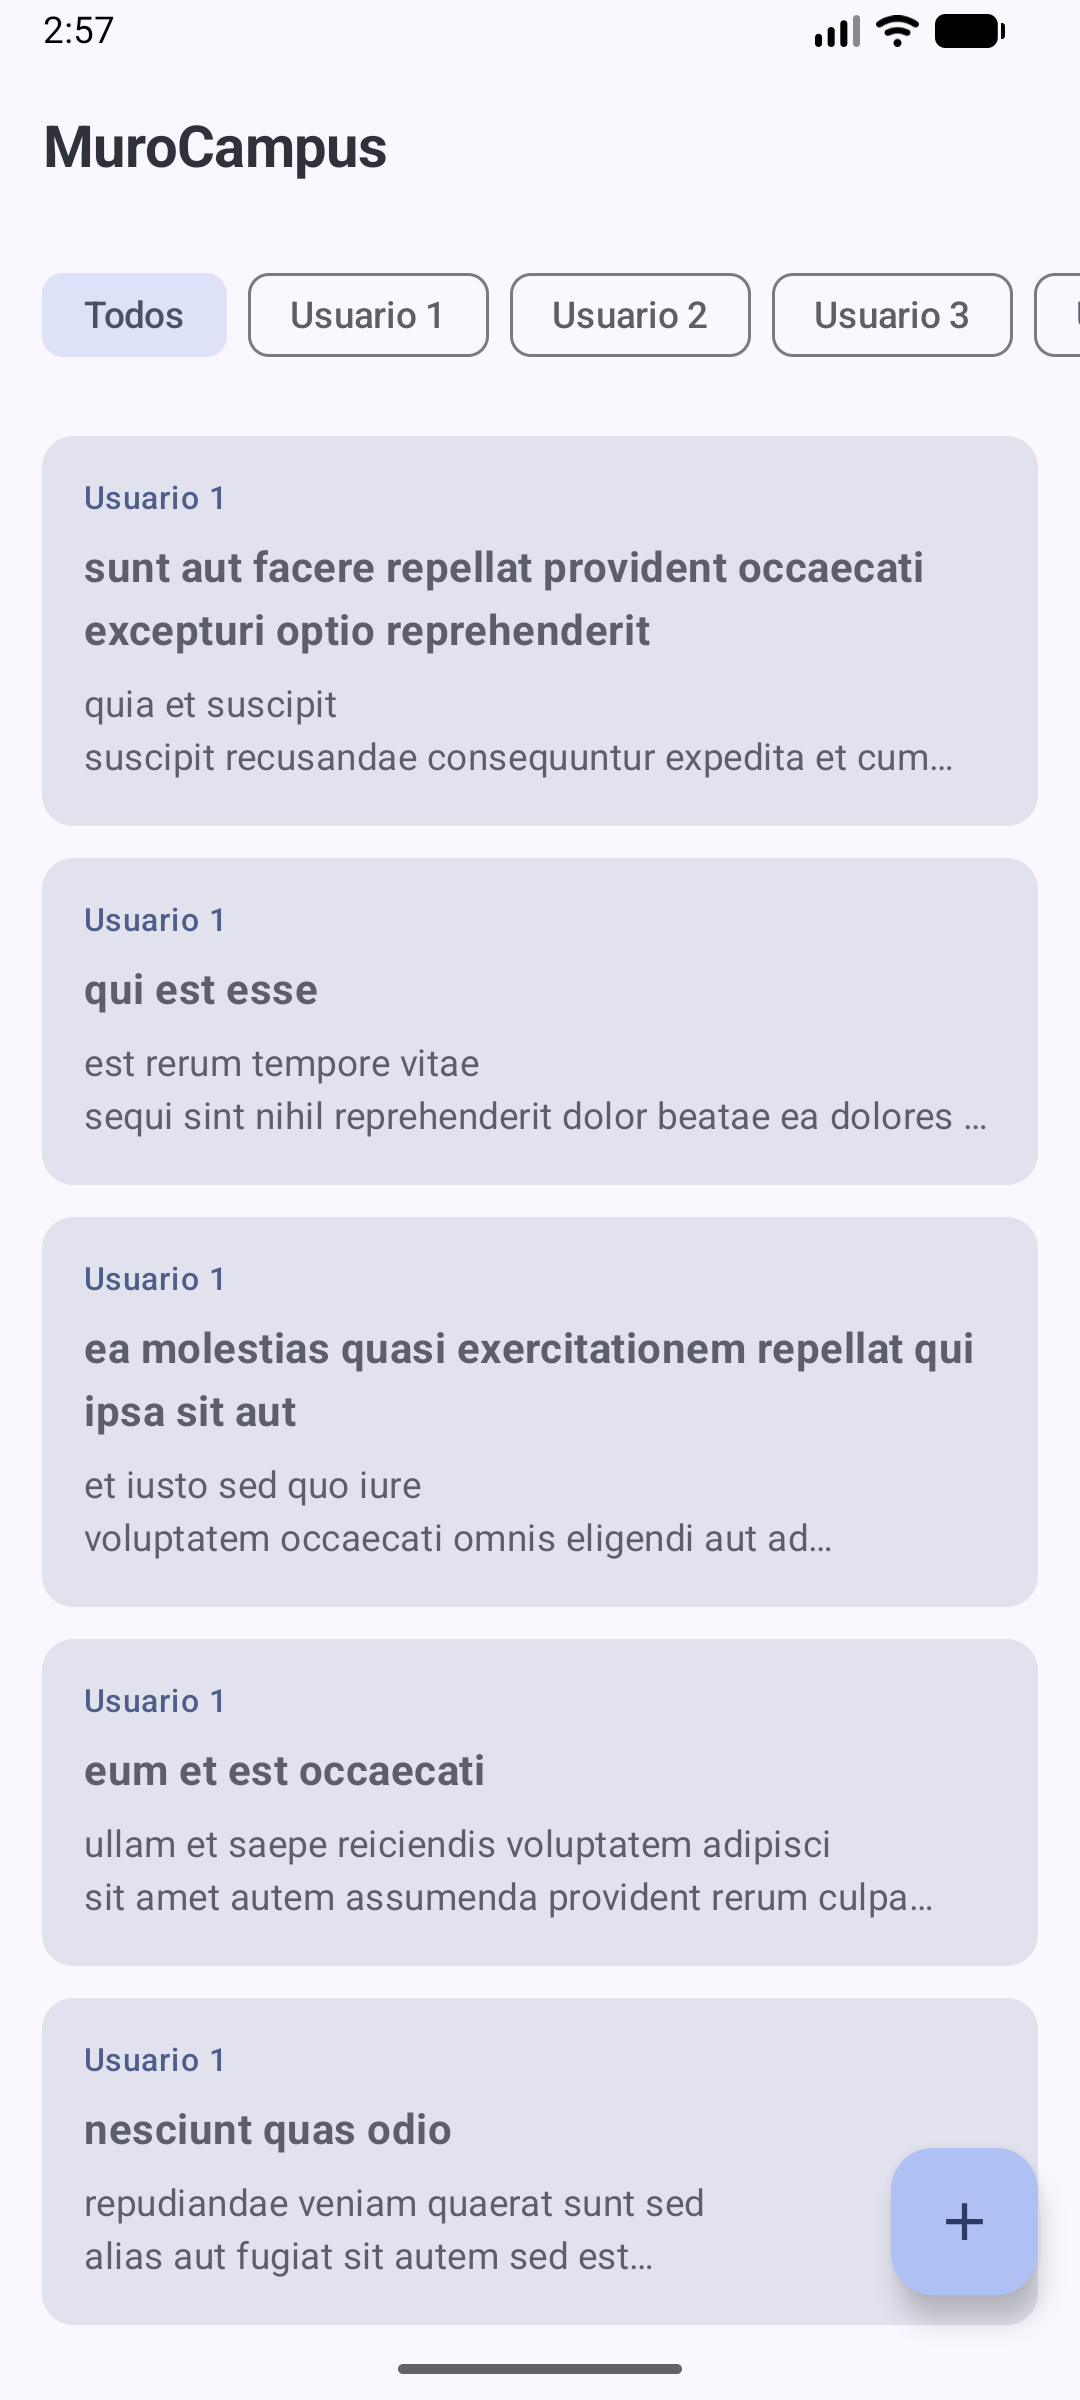 2:57
MuroCampus
Todos
Usuario 1
Usuario 2
Usuario 3
Usuario 1
sunt aut facere repellat provident occaecati
excepturi optio reprehenderit
quia et suscipit
suscipit recusandae consequuntur expedita et cum…
Usuario 1
qui est esse
est rerum tempore vitae
sequi sint nihil reprehenderit dolor beatae ea dolores …
Usuario 1
ea molestias quasi exercitationem repellat qui
ipsa sit aut
et iusto sed quo iure
voluptatem occaecati omnis eligendi aut ad…
Usuario 1
eum et est occaecati
ullam et saepe reiciendis voluptatem adipisci
sit amet autem assumenda provident rerum culpa…
Usuario 1
nesciunt quas odio
repudiandae veniam quaerat sunt sed
alias aut fugiat sit autem sed est…